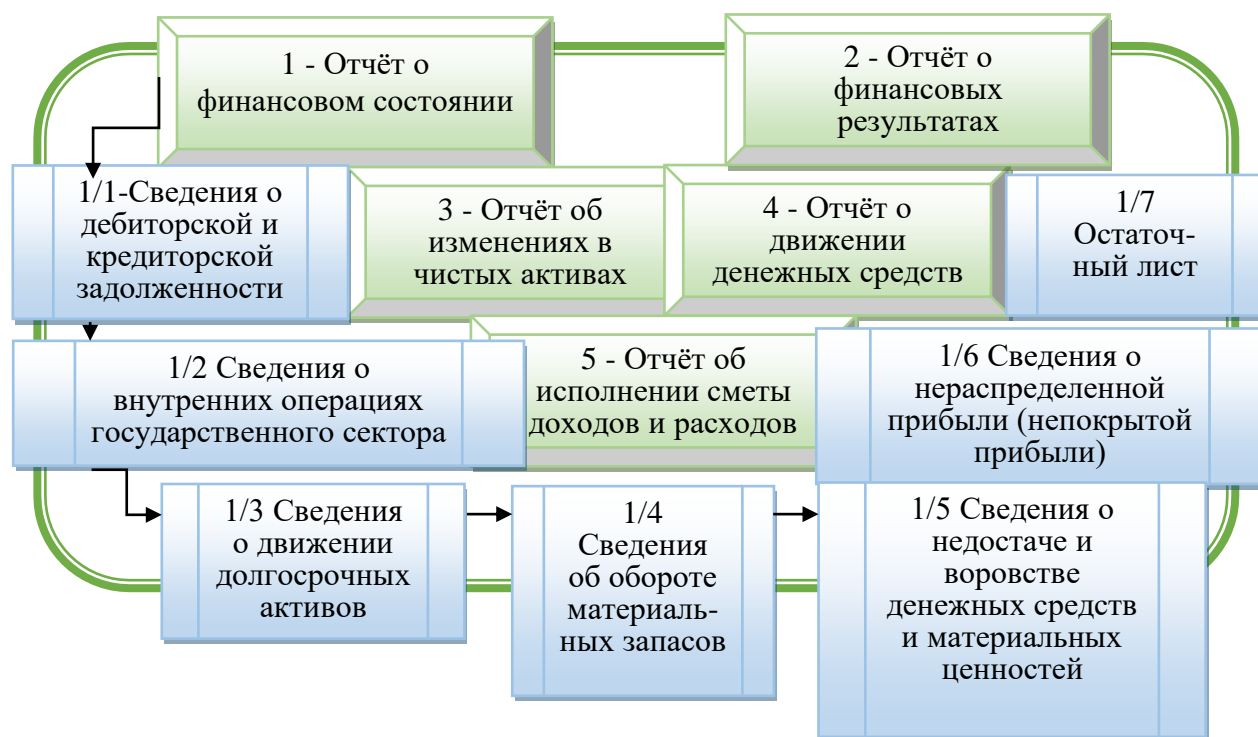 1 - Отчёт о
финансовом состоянии
2 - Отчёт о
финансовых
результатах
1/1-Сведения о
дебиторской и
кредиторской
задолженности
3 - Отчёт об
изменениях в
чистых активах
4 - Отчёт о
движении
денежных средств
1/7
Остаточ-
ный лист
1/2 Сведения о
внутренних операциях
государственного сектора
5 - Отчёт об
исполнении сметы
доходов и расходов
1/6 Сведения о
нераспределенной
прибыли (непокрытой
прибыли)
1/3 Сведения
о движении
долгосрочных
активов
1/4
Сведения
об обороте
материаль-
ных запасов
1/5 Сведения о
недостаче и
воровстве
денежных средств
и материальных
ценностей